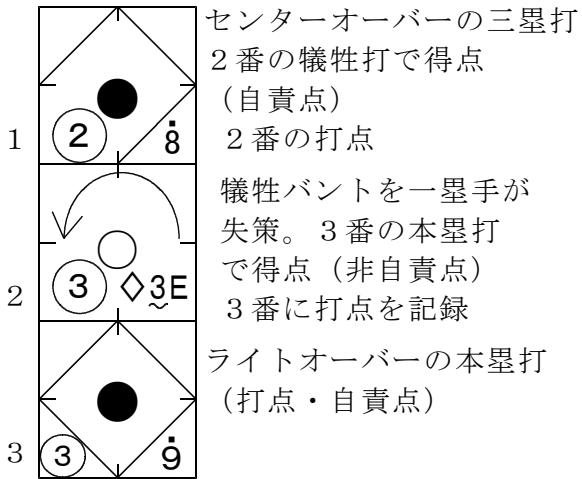 センターオーバーの三塁打
２番の犠牲打で得点
（自責点）
２番の打点
1
② 8
犠牲バントを一塁手が
失策。３番の本塁打
で得点（非自責点）
３番に打点を記録
2
③ ◇3E
ライトオーバーの本塁打
（打点・自責点）
3
③ 9